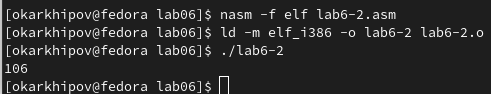 [okarkhipov@fedora lab06]$ nasm -f elf lab6-2.asm
[okarkhipov@fedora lab06]$ ld -m elf_i386 -o lab6-2 lab6-2.o
[okarkhipov@fedora lab06]$ ./lab6-2
106
[okarkhipov@fedora lab06]$